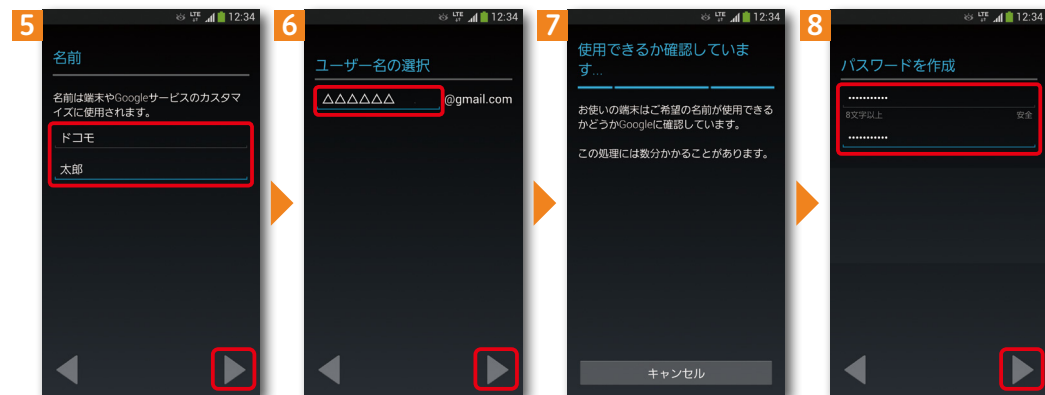 5
LTE 12:34
名前
名前は端末やGoogleサービスのカスタマ
イズに使用されます。
ドコモ
太郎
6
LTE 12:34
ユーザー名の選択
△△△△△△ @gmail.com
7
LTE 12:34
使用できるか確認していま
す...
お使いの端末はご希望の名前が使用できる
かどうかGoogleに確認しています。
この処理には数分かかることがあります。
キャンセル
8
LTE 12:34
パスワードを作成
•••••••••••
8文字以上 安全
•••••••••••